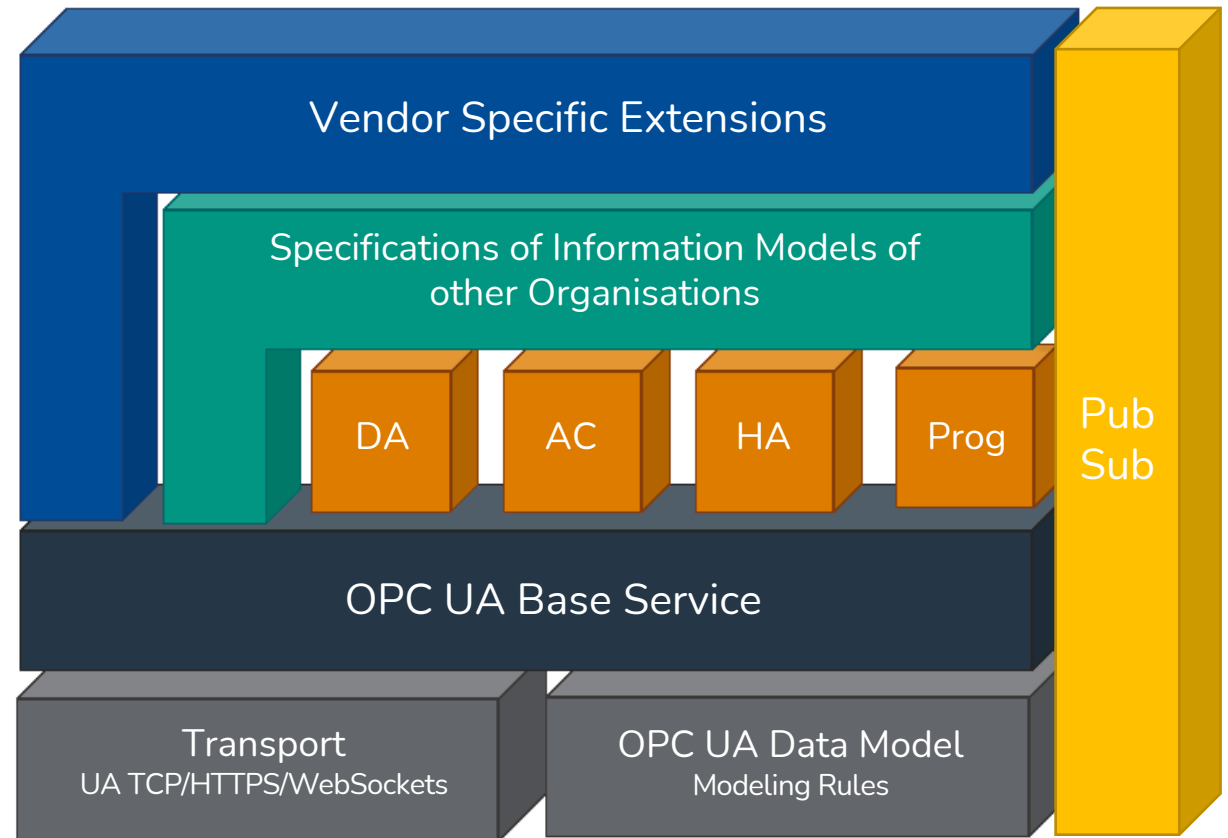 Vendor Specific Extensions
Specifications of Information Models of
other Organisations
DA
AC
HA
Prog
Pub
Sub
OPC UA Base Service
Transport
UA TCP/HTTPS/WebSockets
OPC UA Data Model
Modeling Rules